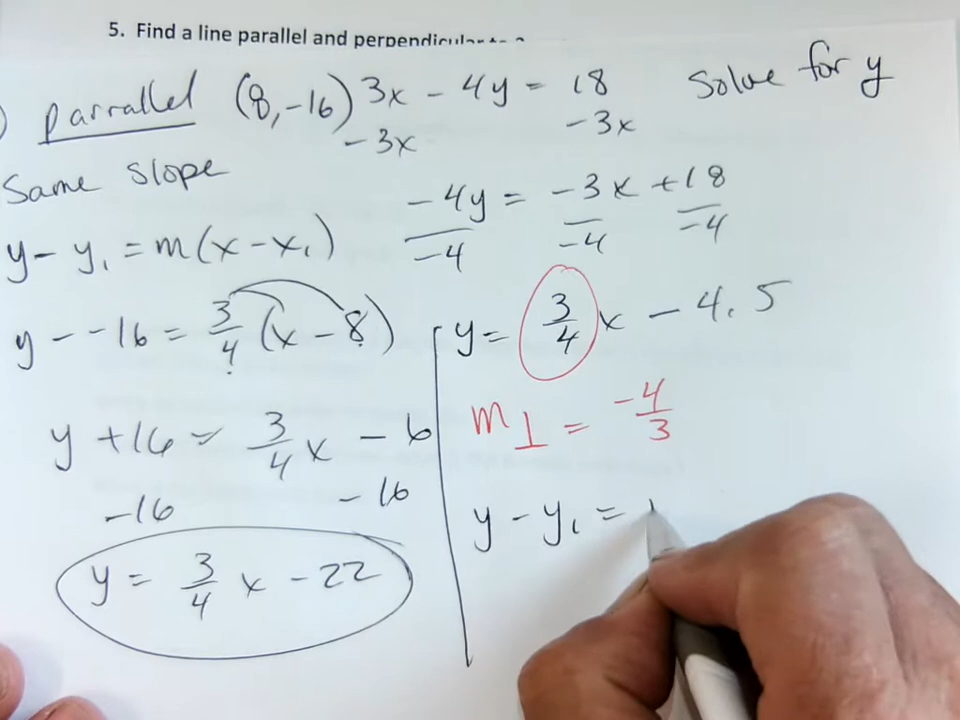 5. Find a line parallel and perpendicular to a
) parrallel (8,-16) 3x - 4y = 18 Solve for y
-3x -3x
Same slope
-4y = -3x +18
-4 -4 -4
y - y₁ = m(x - x₁)
y - -16 = 3/4 (x - 8)
y = 3/4 x - 4.5
m⊥ = -4/3
y + 16 = 3/4 x - 6
-16 -16
y - y₁ =
y = 3/4 x - 22